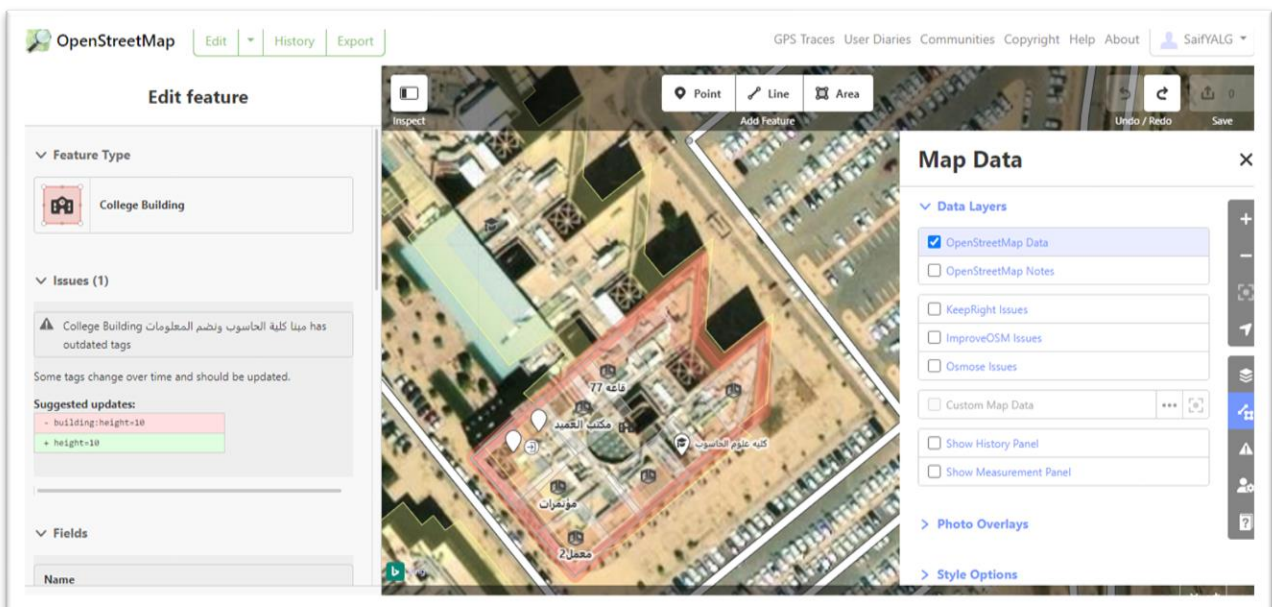 OpenStreetMap
Edit
History
Export
GPS Traces User Diaries Communities Copyright Help About
SaifYALG
Edit feature
Feature Type
College Building
Issues (1)
College Building مبنا كلية الحاسوب ونضم المعلومات has
outdated tags
Some tags change over time and should be updated.
Suggested updates:
- building:height=10
+ height=10
Fields
Name
Inspect
Point
Line
Area
Add Feature
Undo / Redo
0
Save
قاعه 77
مكتب العميد
كليه علوم الحاسوب
مؤتمرات
معمل2
Map Data
Data Layers
OpenStreetMap Data
OpenStreetMap Notes
KeepRight Issues
ImproveOSM Issues
Osmose Issues
Custom Map Data
Show History Panel
Show Measurement Panel
Photo Overlays
Style Options